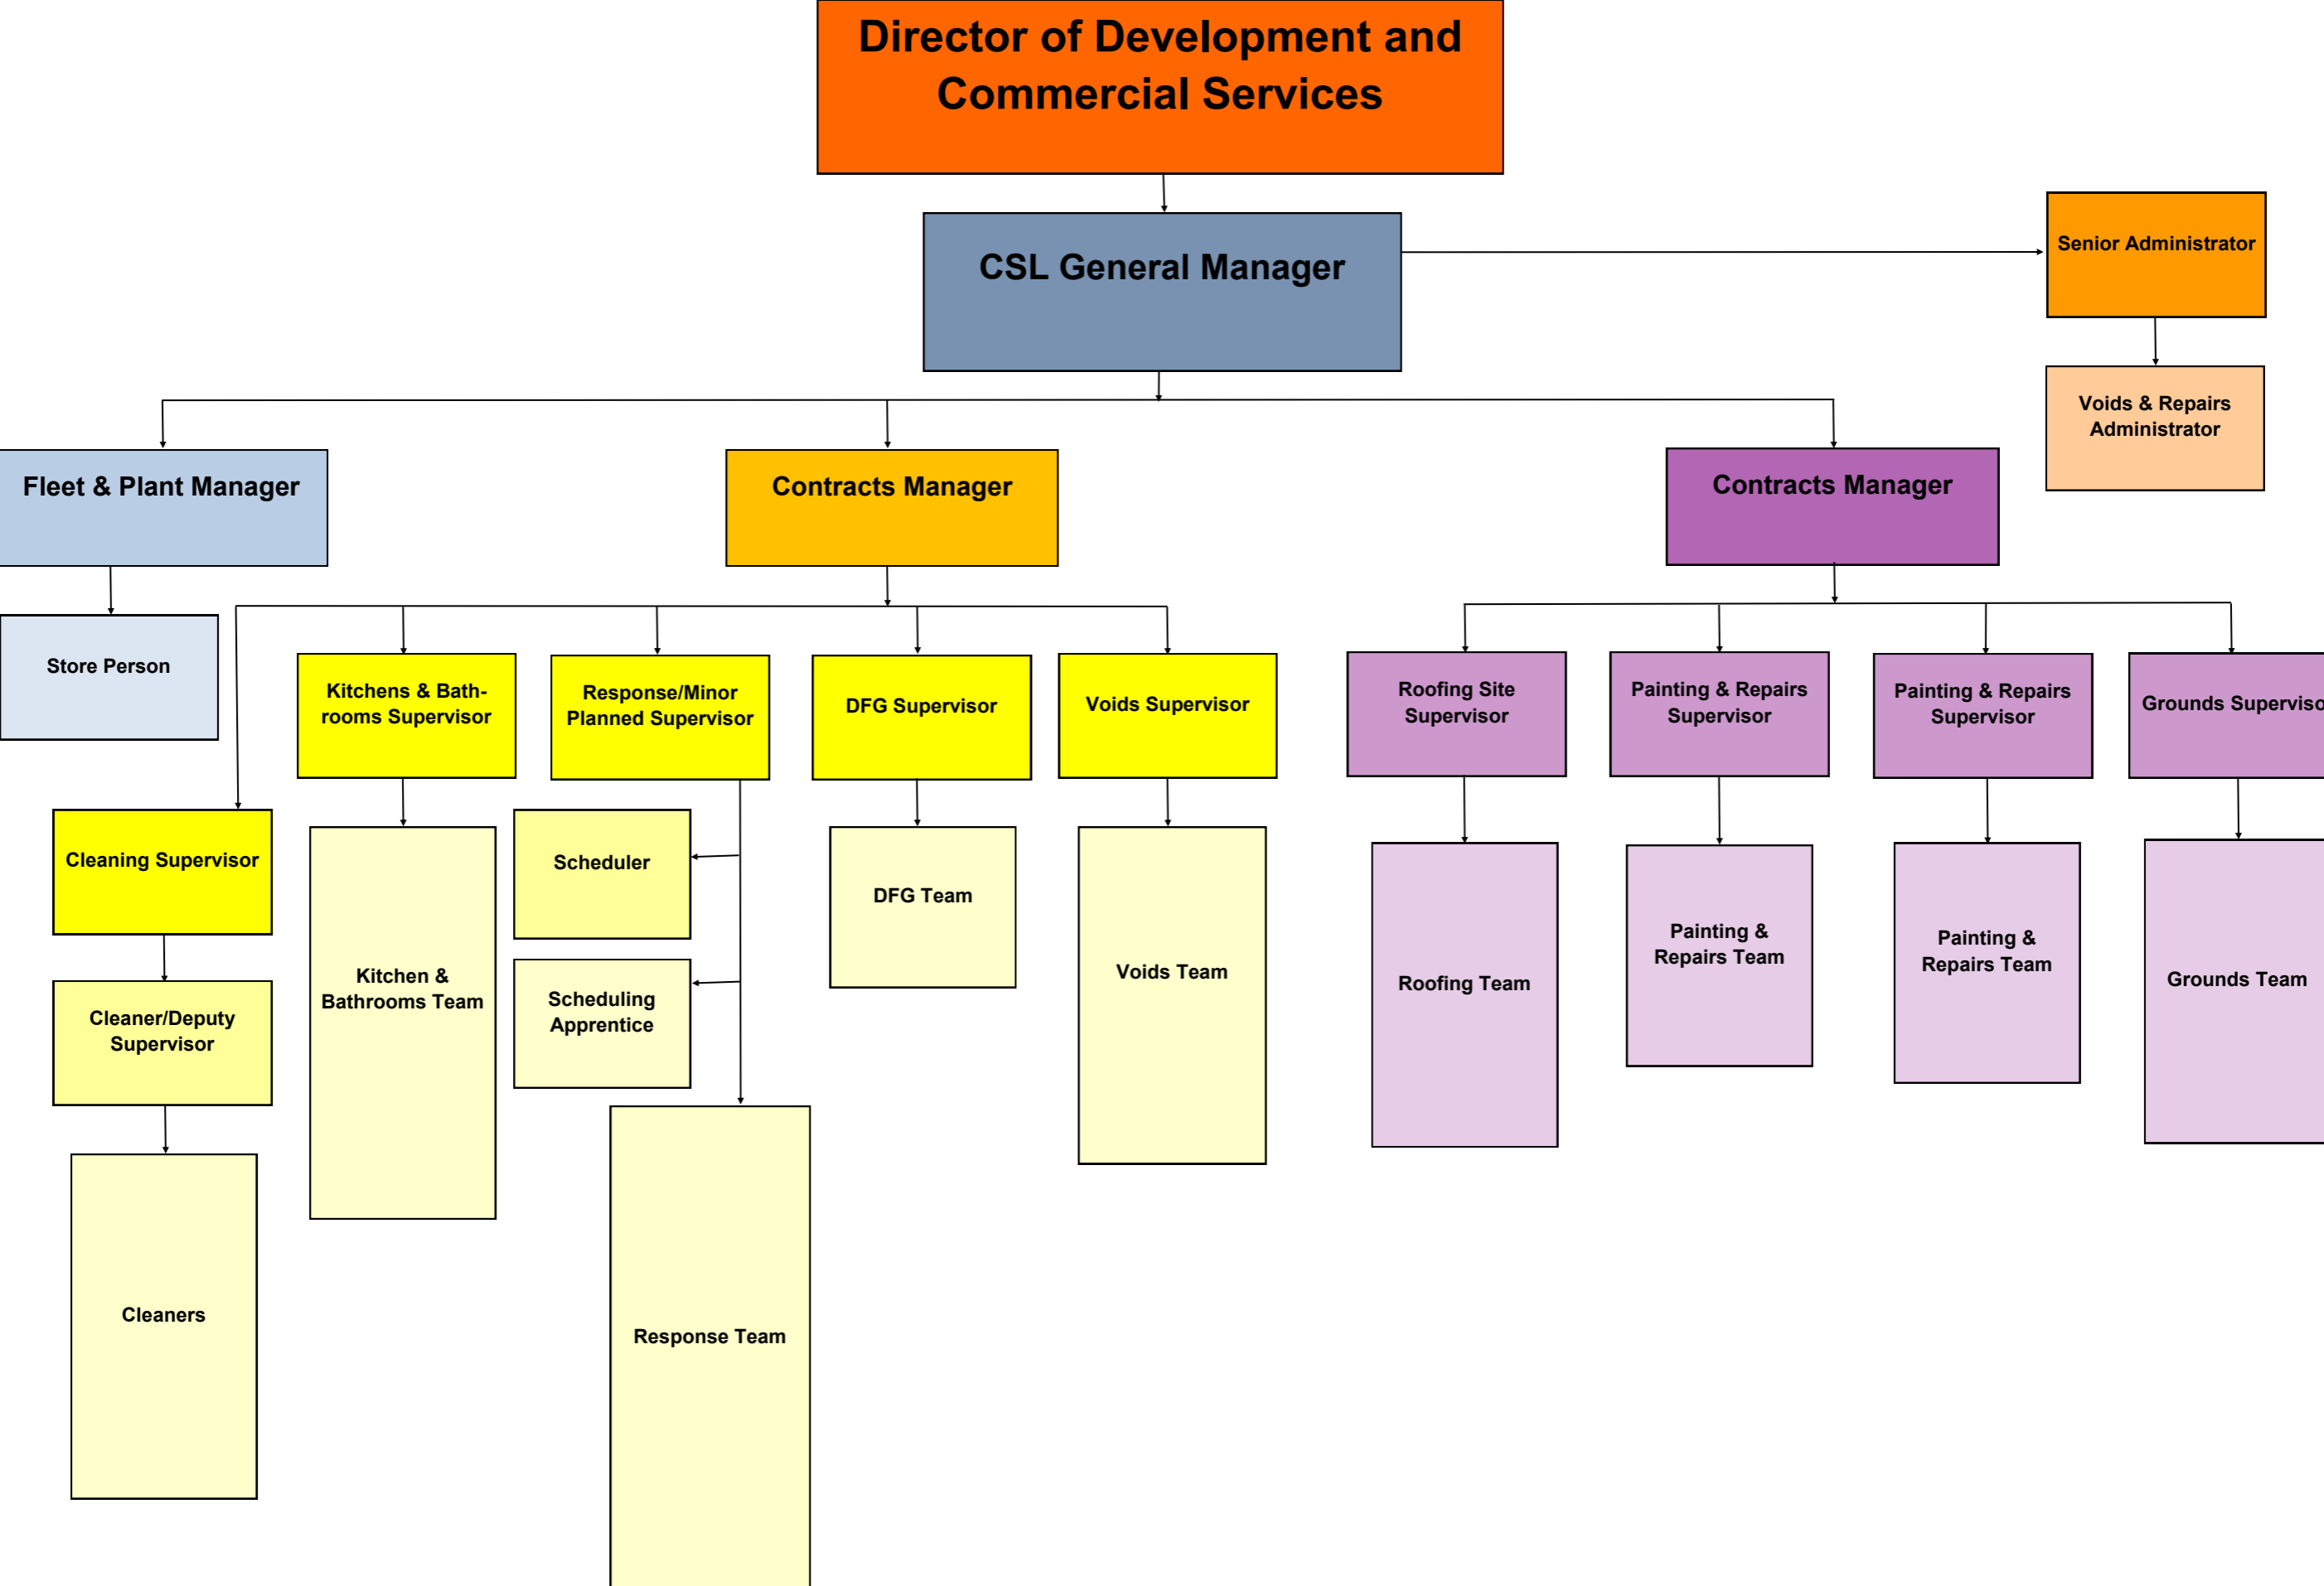 Director of Development and
Commercial Services
CSL General Manager
Senior Administrator
Voids & Repairs
Administrator
Fleet & Plant Manager
Contracts Manager
Contracts Manager
Store Person
Kitchens & Bath-
rooms Supervisor
Response/Minor
Planned Supervisor
DFG Supervisor
Voids Supervisor
Roofing Site
Supervisor
Painting & Repairs
Supervisor
Painting & Repairs
Supervisor
Grounds Superviso
Cleaning Supervisor
Cleaner/Deputy
Supervisor
Cleaners
Kitchen &
Bathrooms Team
Scheduler
Scheduling
Apprentice
Response Team
DFG Team
Voids Team
Roofing Team
Painting &
Repairs Team
Painting &
Repairs Team
Grounds Team